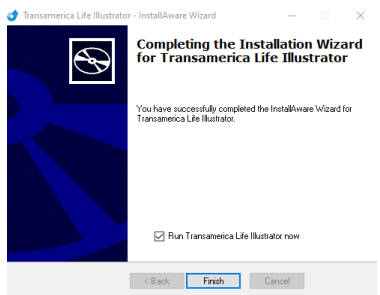 Transamerica Life Illustrator - InstallAware Wizard
Completing the Installation Wizard
for Transamerica Life Illustrator
You have successfully completed the InstallAware Wizard for
Transamerica Life Illustrator.
Run Transamerica Life Illustrator now
< Back Finish Cancel